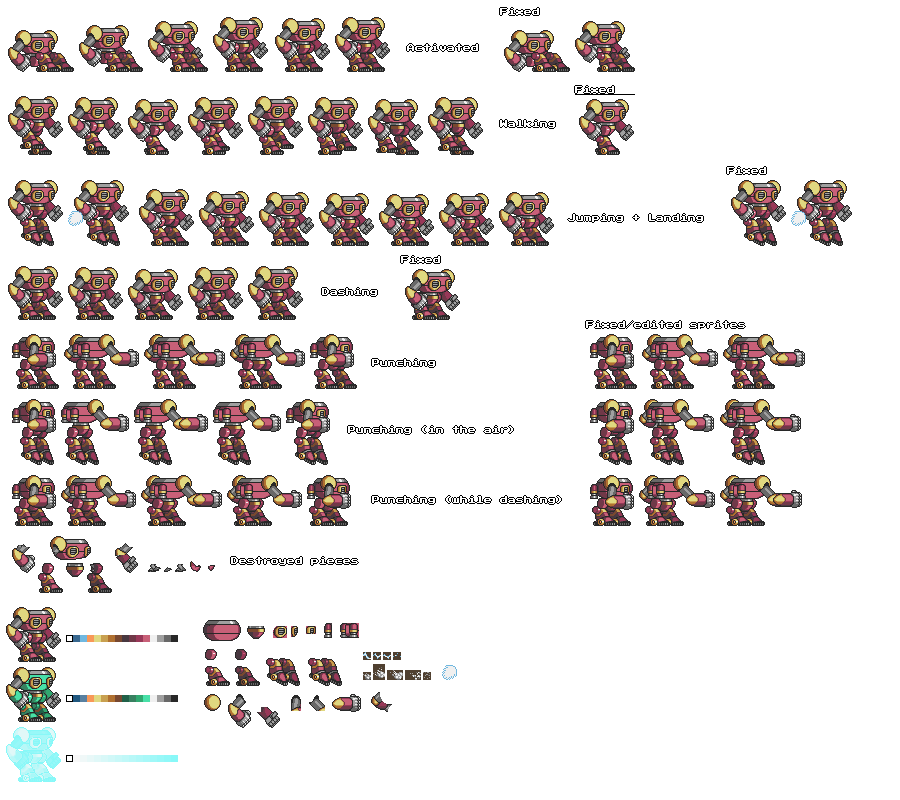 Fixed
Activated
Fixed
Walking
Fixed
Jumping + Landing
Fixed
Dashing
Fixed/edited sprites
Punching
Punching (in the air)
Punching (while dashing)
Destroyed pieces